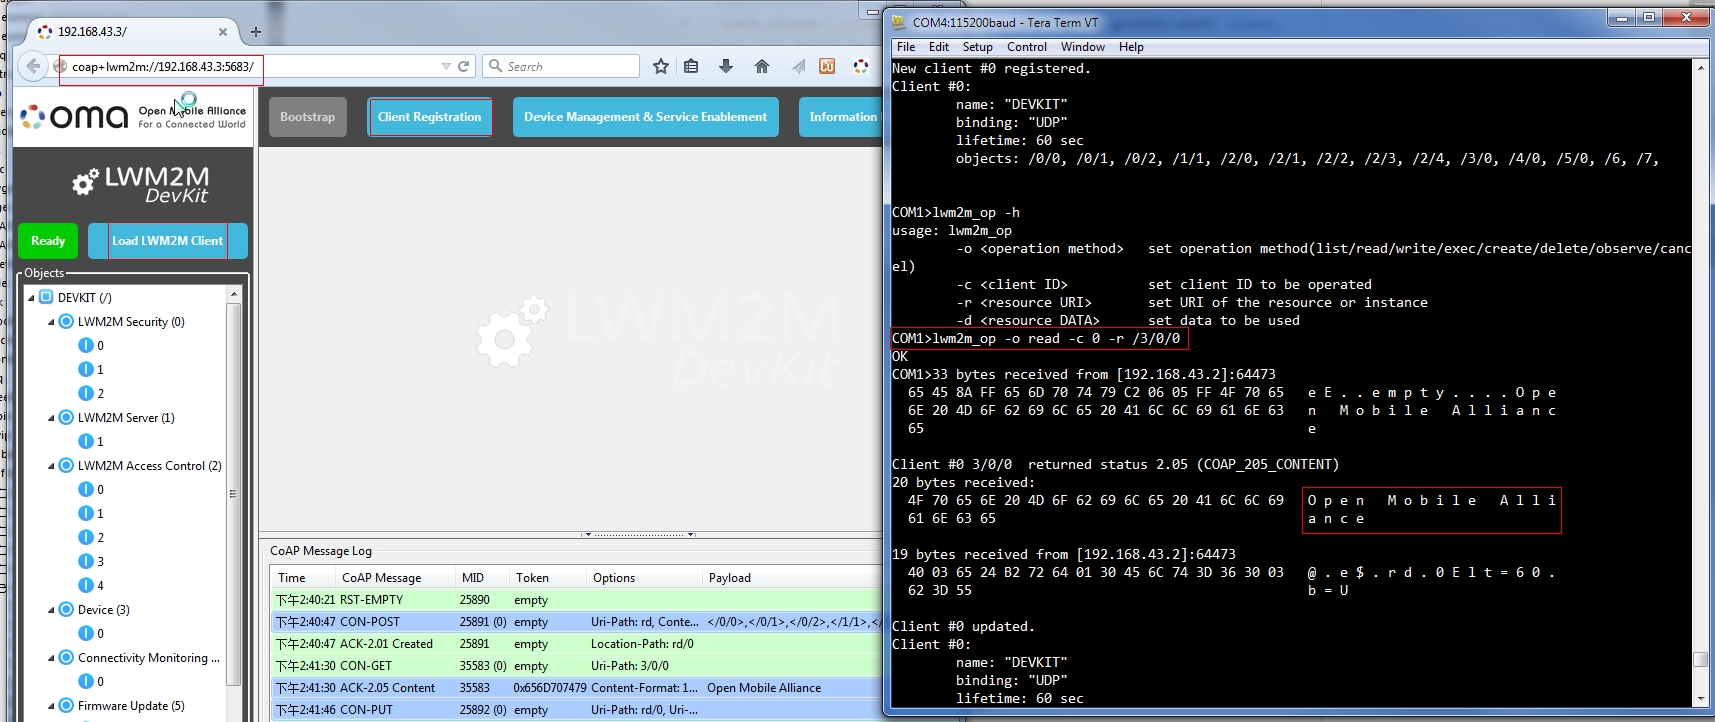 192.168.43.3/
coap+lwm2m://192.168.43.3:5683/
Search
oma
Open Mobile Alliance
For a Connected World
Bootstrap
Client Registration
Device Management & Service Enablement
Information
LWM2M
DevKit
Ready
Load LWM2M Client
Objects
DEVKIT (/)
LWM2M Security (0)
0
1
2
LWM2M Server (1)
1
LWM2M Access Control (2)
0
1
2
3
4
Device (3)
0
Connectivity Monitoring ...
0
Firmware Update (5)
LWM2M
DevKit
CoAP Message Log
Time CoAP Message MID Token Options Payload
下午2:40:21 RST-EMPTY 25890 empty
下午2:40:47 CON-POST 25891 (0) empty Uri-Path: rd, Conte... </0/0>,</0/1>,</0/2>,</1/1>,</
下午2:40:47 ACK-2.01 Created 25891 empty Location-Path: rd/0
下午2:41:30 CON-GET 35583 (0) empty Uri-Path: 3/0/0
下午2:41:30 ACK-2.05 Content 35583 0x656D707479 Content-Format: 1... Open Mobile Alliance
下午2:41:46 CON-PUT 25892 (0) empty Uri-Path: rd/0, Uri-...
COM4:115200baud - Tera Term VT
File Edit Setup Control Window Help
New client #0 registered.
Client #0:
name: "DEVKIT"
binding: "UDP"
lifetime: 60 sec
objects: /0/0, /0/1, /0/2, /1/1, /2/0, /2/1, /2/2, /2/3, /2/4, /3/0, /4/0, /5/0, /6, /7,
COM1>lwm2m_op -h
usage: lwm2m_op
-o <operation method> set operation method(list/read/write/exec/create/delete/observe/canc
el)
-c <client ID> set client ID to be operated
-r <resource URI> set URI of the resource or instance
-d <resource DATA> set data to be used
COM1>lwm2m_op -o read -c 0 -r /3/0/0
OK
COM1>33 bytes received from [192.168.43.2]:64473
65 45 8A FF 65 6D 70 74 79 C2 06 05 FF 4F 70 65 e E . . e m p t y . . . . O p e
6E 20 4D 6F 62 69 6C 65 20 41 6C 6C 69 61 6E 63 n M o b i l e A l l i a n c
65 e
Client #0 3/0/0 returned status 2.05 (COAP_205_CONTENT)
20 bytes received:
4F 70 65 6E 20 4D 6F 62 69 6C 65 20 41 6C 6C 69 O p e n M o b i l e A l l i
61 6E 63 65 a n c e
19 bytes received from [192.168.43.2]:64473
40 03 65 24 B2 72 64 01 30 45 6C 74 3D 36 30 03 @ . e $ . r d . 0 E l t = 6 0 .
62 3D 55 b = U
Client #0 updated.
Client #0:
name: "DEVKIT"
binding: "UDP"
lifetime: 60 sec